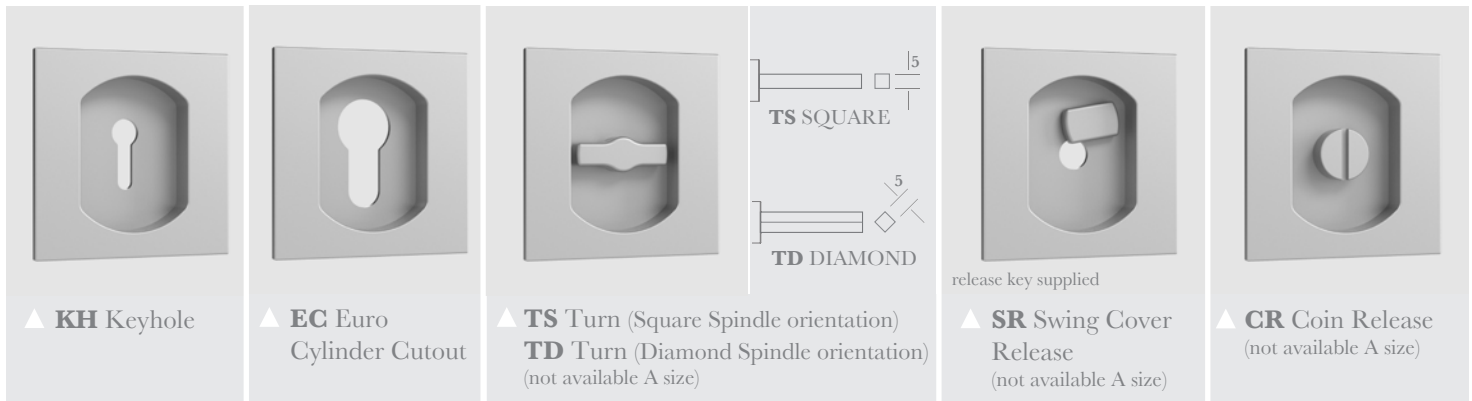 5
TS SQUARE
5
TD DIAMOND
release key supplied
KH Keyhole
EC Euro
Cylinder Cutout
TS Turn (Square Spindle orientation)
TD Turn (Diamond Spindle orientation)
(not available A size)
SR Swing Cover
Release
(not available A size)
CR Coin Release
(not available A size)